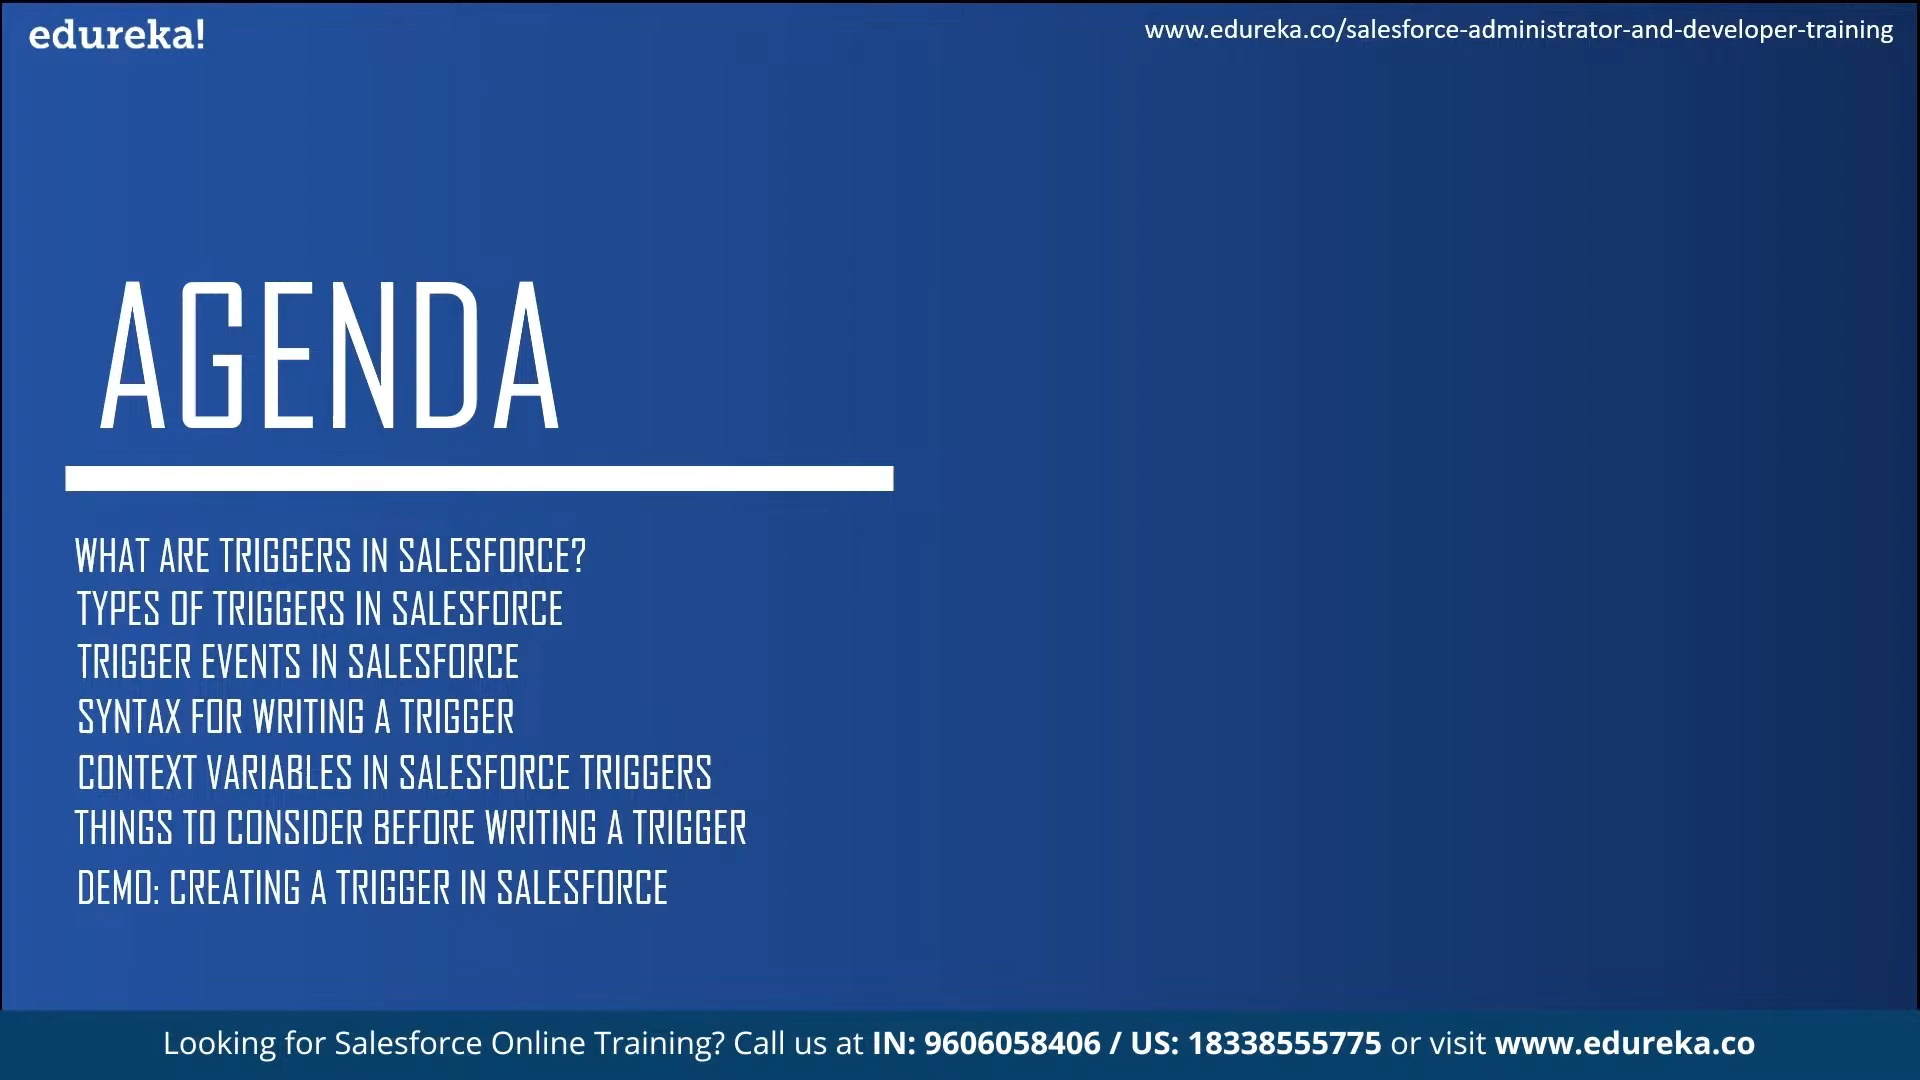 edureka!
www.edureka.co/salesforce-administrator-and-developer-training
AGENDA
WHAT ARE TRIGGERS IN SALESFORCE?
TYPES OF TRIGGERS IN SALESFORCE
TRIGGER EVENTS IN SALESFORCE
SYNTAX FOR WRITING A TRIGGER
CONTEXT VARIABLES IN SALESFORCE TRIGGERS
THINGS TO CONSIDER BEFORE WRITING A TRIGGER
DEMO: CREATING A TRIGGER IN SALESFORCE
Looking for Salesforce Online Training? Call us at IN: 9606058406 / US: 18338555775 or visit www.edureka.co